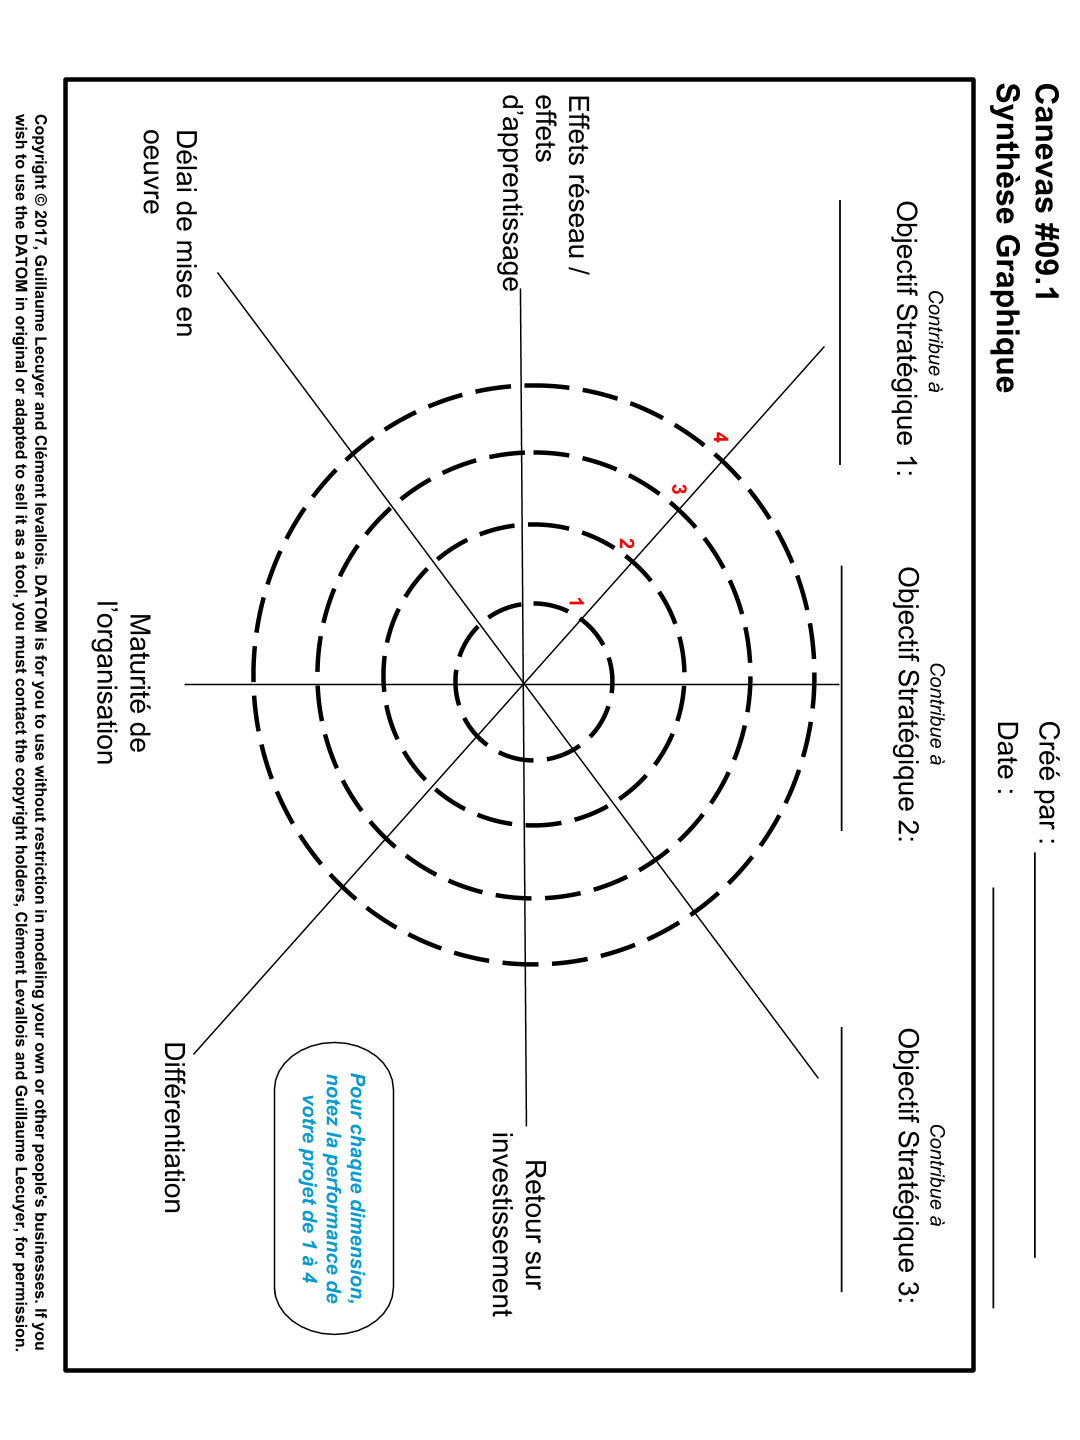 Canevas #09.1
Synthèse Graphique
Créé par :
Date :
Contribue à
Objectif Stratégique 1:
Contribue à
Objectif Stratégique 2:
Contribue à
Objectif Stratégique 3:
4
3
2
1
Effets réseau /
effets
d'apprentissage
Retour sur
investissement
Délai de mise en
oeuvre
Maturité de
l'organisation
Différentiation
Pour chaque dimension,
notez la performance de
votre projet de 1 à 4
Copyright © 2017, Guillaume Lecuyer and Clément levallois. DATOM is for you to use without restriction in modeling your own or other people's businesses. If you
wish to use the DATOM in original or adapted to sell it as a tool, you must contact the copyright holders, Clément Levallois and Guillaume Lecuyer, for permission.